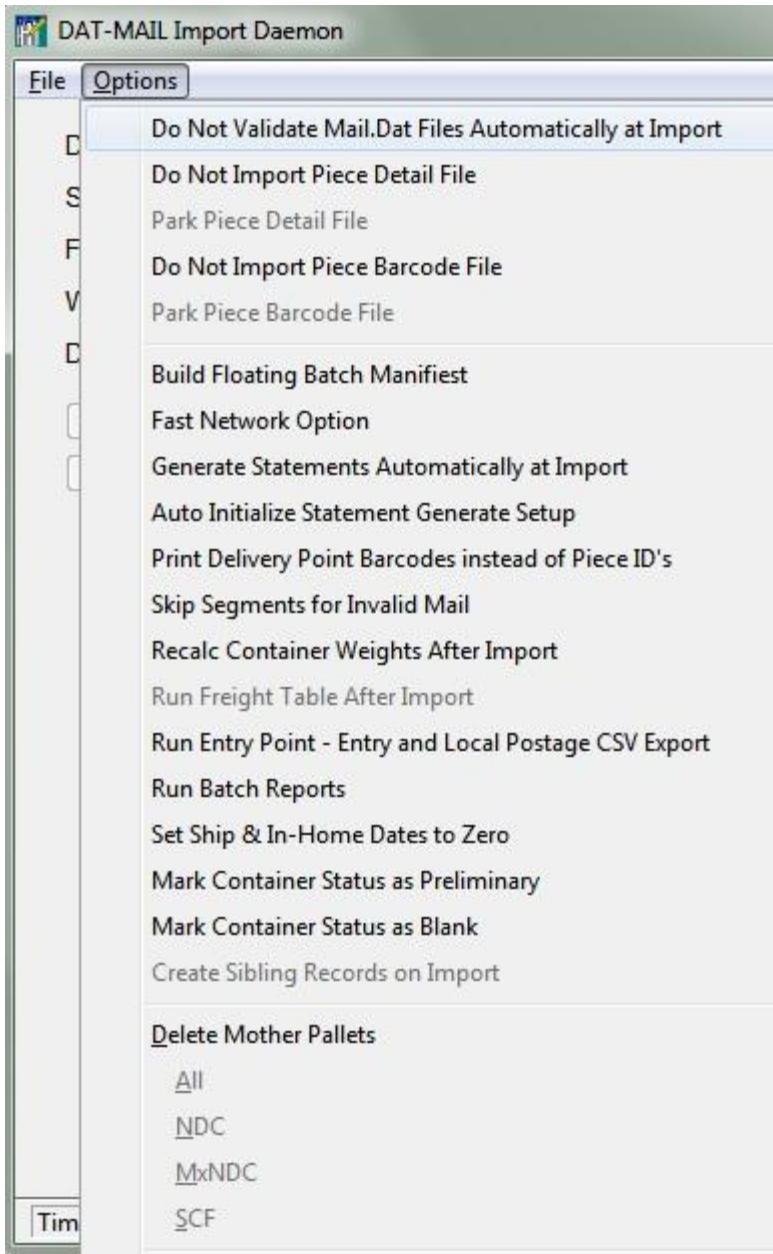 DAT-MAIL Import Daemon
File Options
Do Not Validate Mail.Dat Files Automatically at Import
Do Not Import Piece Detail File
Park Piece Detail File
Do Not Import Piece Barcode File
Park Piece Barcode File
Build Floating Batch Manifiest
Fast Network Option
Generate Statements Automatically at Import
Auto Initialize Statement Generate Setup
Print Delivery Point Barcodes instead of Piece ID's
Skip Segments for Invalid Mail
Recalc Container Weights After Import
Run Freight Table After Import
Run Entry Point - Entry and Local Postage CSV Export
Run Batch Reports
Set Ship & In-Home Dates to Zero
Mark Container Status as Preliminary
Mark Container Status as Blank
Create Sibling Records on Import
Delete Mother Pallets
All
NDC
MxNDC
SCF